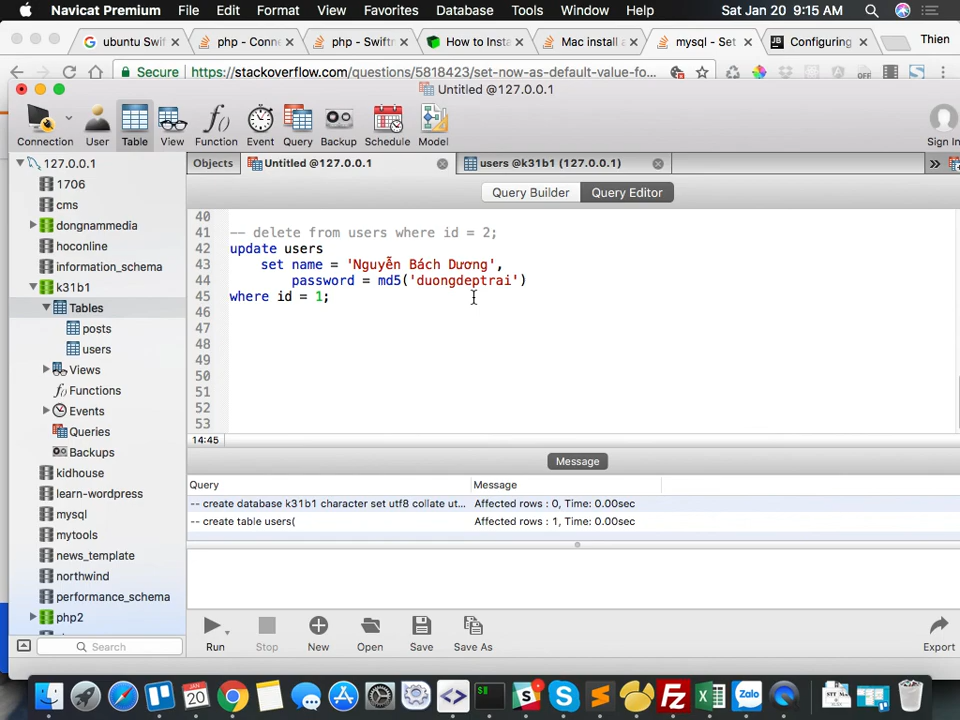 Navicat Premium File Edit Format View Favorites Database Tools Window Help Sat Jan 20 9:15 AM
ubuntu Swif php - Conne php - Swiftm How to Insta Mac install a mysql - Set Configuring Thien
Secure https://stackoverflow.com/questions/5818423/set-now-as-default-value-fo...
Untitled @127.0.0.1
Connection User Table View Function Event Query Backup Schedule Model Sign In
127.0.0.1 Objects Untitled @127.0.0.1 users @k31b1 (127.0.0.1) »
1706
cms
dongnammedia
hoconline
information_schema
k31b1
Tables
posts
users
Views
Functions
Events
Queries
Backups
kidhouse
learn-wordpress
mysql
mytools
news_template
northwind
performance_schema
php2
Search
Query Builder Query Editor
40
41 -- delete from users where id = 2;
42 update users
43 set name = 'Nguyễn Bách Dương',
44 password = md5('duongdeptrai')
45 where id = 1;
46
47
48
49
50
51
52
53
14:45
Message
Query Message
-- create database k31b1 character set utf8 collate ut... Affected rows : 0, Time: 0.00sec
-- create table users( Affected rows : 1, Time: 0.00sec
Run Stop New Open Save Save As Export